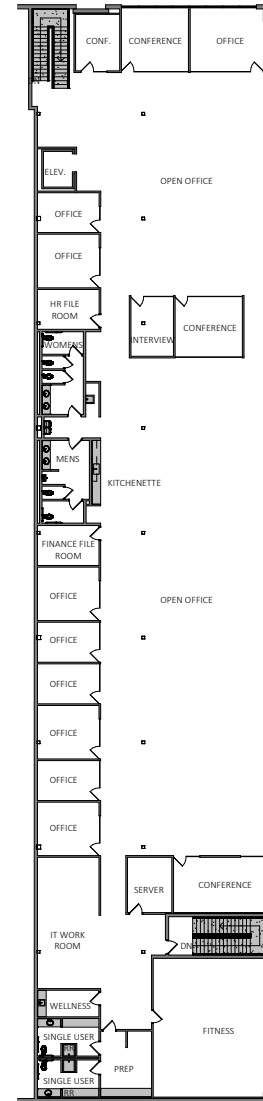 CONF.
CONFERENCE
OFFICE
ELEV.
OPEN OFFICE
OFFICE
OFFICE
HR FILE
ROOM
WOMENS
INTERVIEW
CONFERENCE
MENS
KITCHENETTE
FINANCE FILE
ROOM
OFFICE
OPEN OFFICE
OFFICE
OFFICE
OFFICE
OFFICE
OFFICE
SERVER
CONFERENCE
IT WORK
ROOM
DN
WELLNESS
FITNESS
SINGLE USER
RR
PREP
SINGLE USER
RR